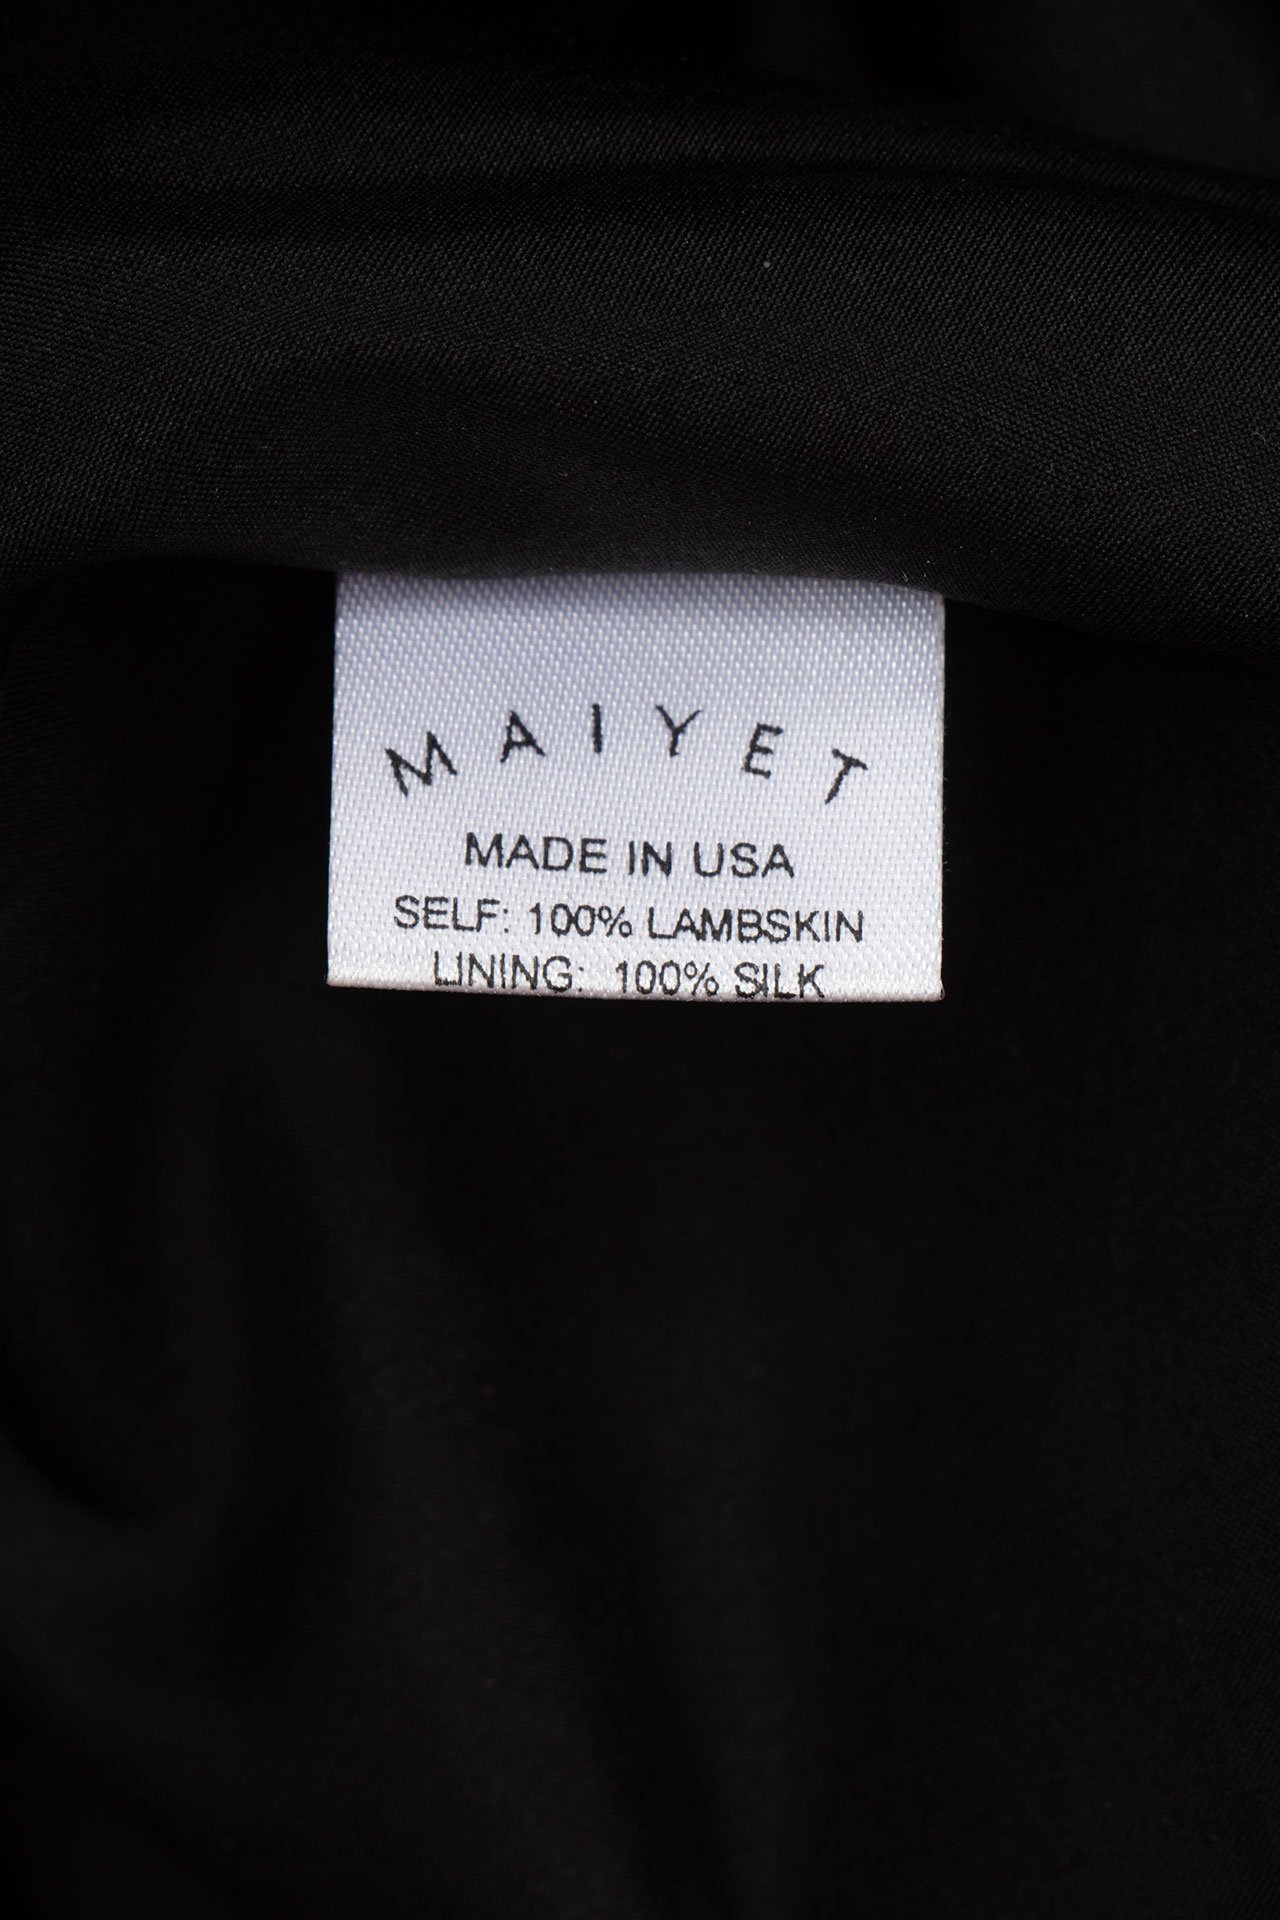 MAIYET
MADE IN USA
SELF: 100% LAMBSKIN
LINING: 100% SILK